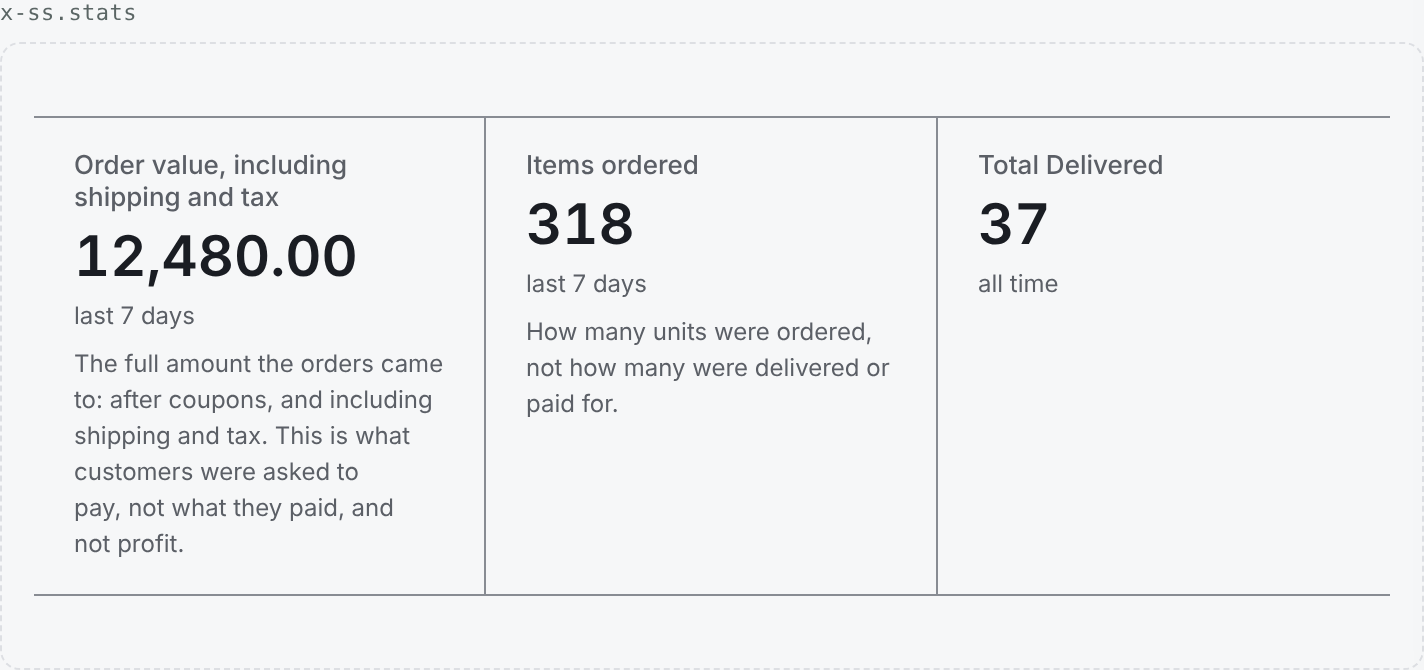 x-ss.stats
Order value, including
shipping and tax
12,480.00
last 7 days
The full amount the orders came
to: after coupons, and including
shipping and tax. This is what
customers were asked to
pay, not what they paid, and
not profit.
Items ordered
318
last 7 days
How many units were ordered,
not how many were delivered or
paid for.
Total Delivered
37
all time